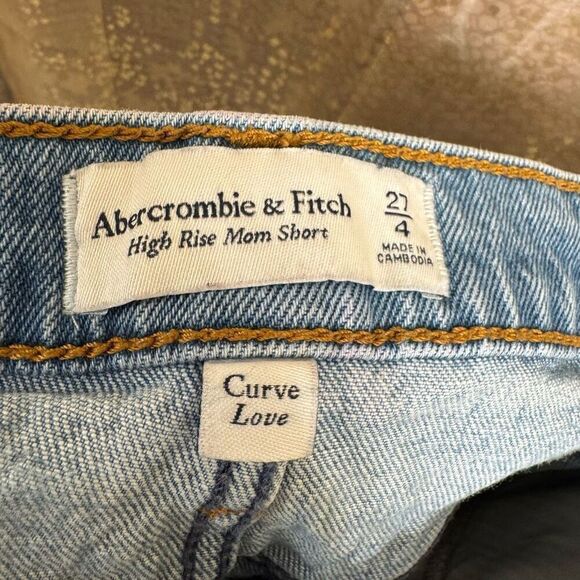 Abercrombie & Fitch
High Rise Mom Short
27
4
MADE IN
CAMBODIA
Curve
Love